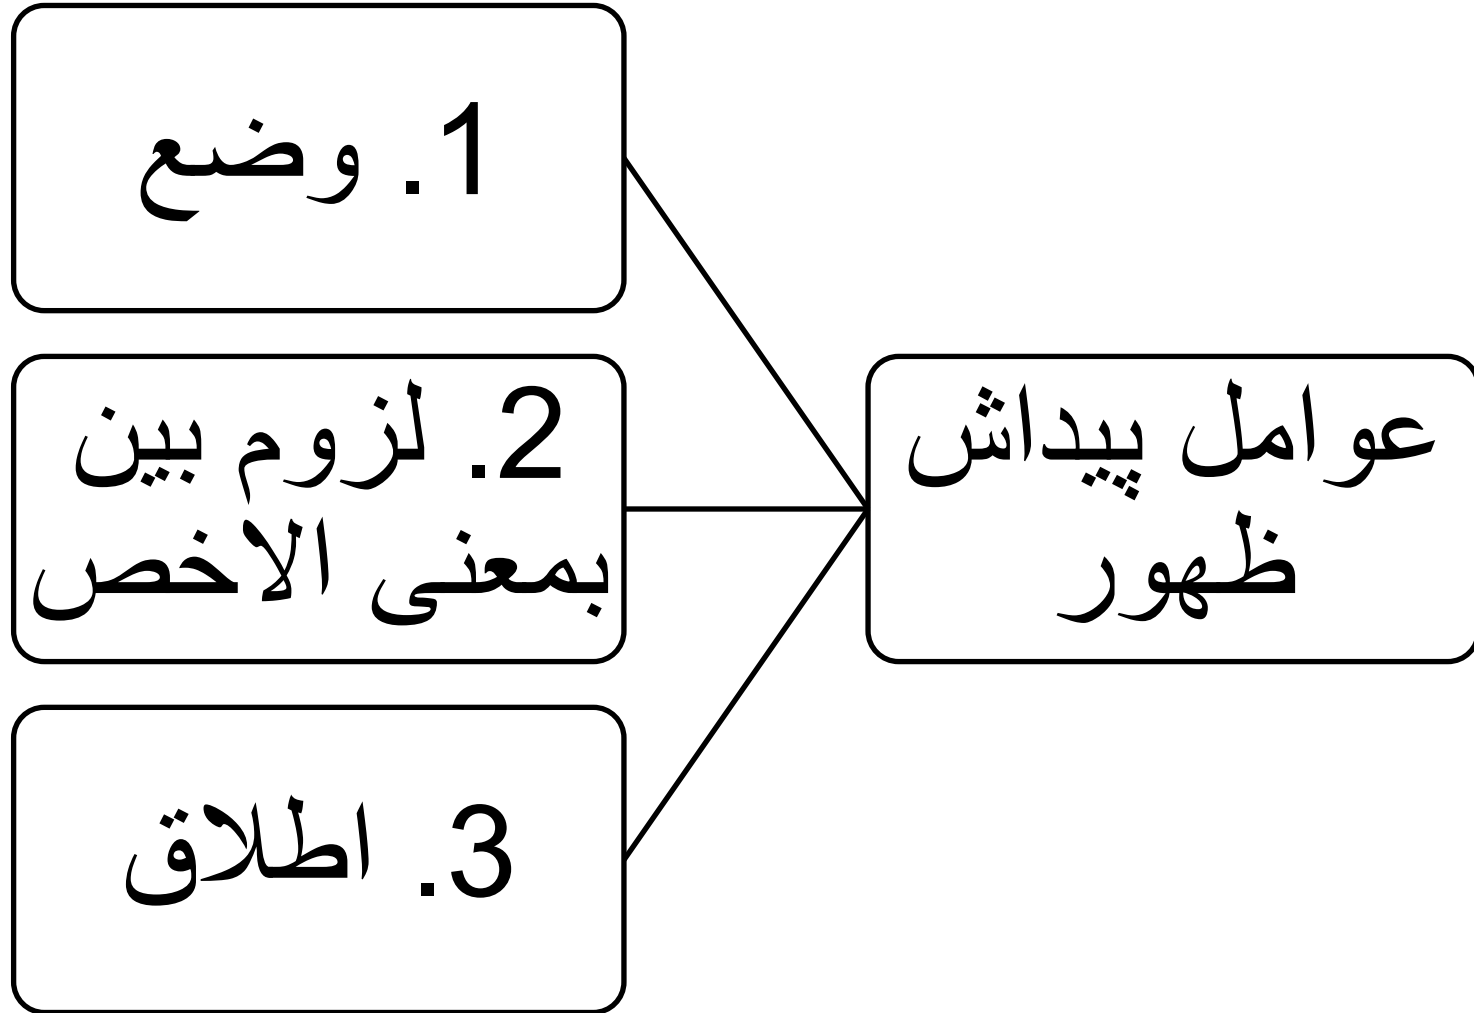 عوامل پیداش
ظهور
1. وضع
2. لزوم بین
بمعنی الاخص
3. اطلاق